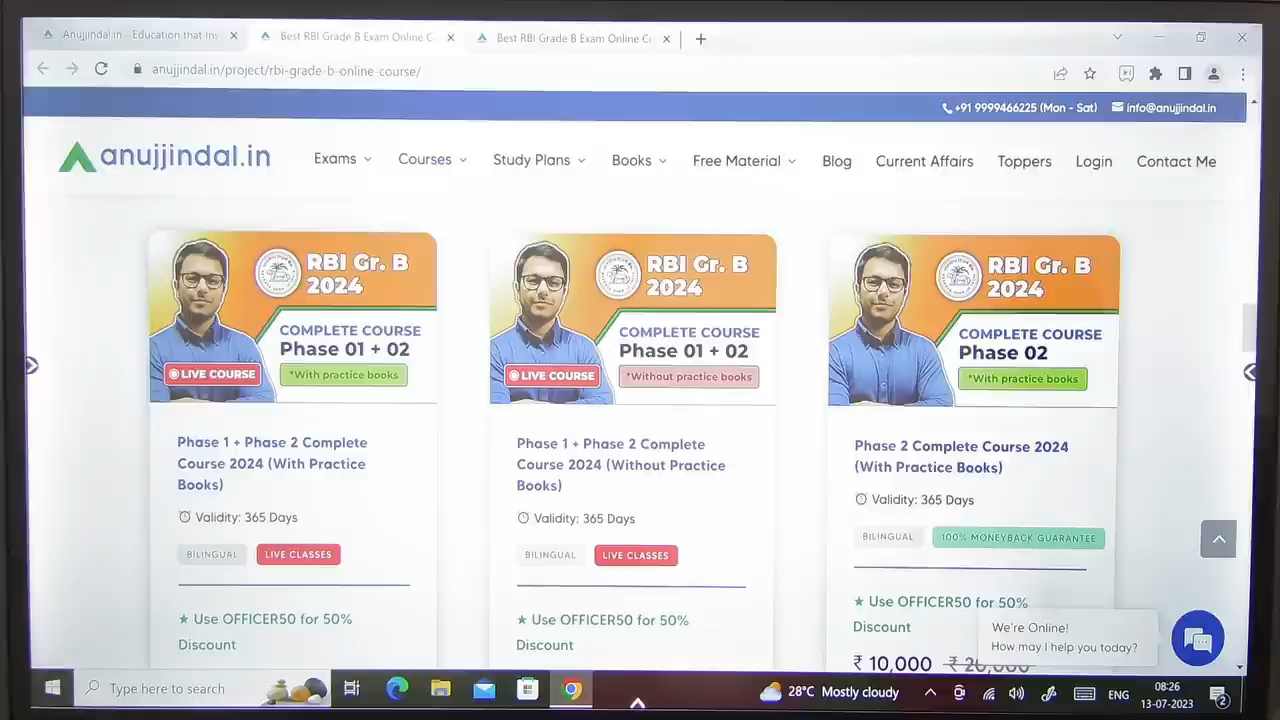 Anujjindal.in - Education that Ins
Best RBI Grade B Exam Online C
Best RBI Grade B Exam Online C
anujjindal.in/project/rbi-grade-b-online-course/
+91 9999466225 (Mon - Sat) info@anujjindal.in
anujjindal.in
Exams Courses Study Plans Books Free Material Blog Current Affairs Toppers Login Contact Me
RBI Gr. B
2024
COMPLETE COURSE
Phase 01 + 02
LIVE COURSE
*With practice books
Phase 1 + Phase 2 Complete
Course 2024 (With Practice
Books)
Validity: 365 Days
BILINGUAL LIVE CLASSES
★ Use OFFICER50 for 50%
Discount
RBI Gr. B
2024
COMPLETE COURSE
Phase 01 + 02
LIVE COURSE
*Without practice books
Phase 1 + Phase 2 Complete
Course 2024 (Without Practice
Books)
Validity: 365 Days
BILINGUAL LIVE CLASSES
★ Use OFFICER50 for 50%
Discount
RBI Gr. B
2024
COMPLETE COURSE
Phase 02
*With practice books
Phase 2 Complete Course 2024
(With Practice Books)
Validity: 365 Days
BILINGUAL 100% MONEYBACK GUARANTEE
★ Use OFFICER50 for 50%
Discount
₹ 10,000 ₹ 20,000
We're Online!
How may I help you today?
Type here to search
28°C Mostly cloudy
ENG
08:26
13-07-2023
2